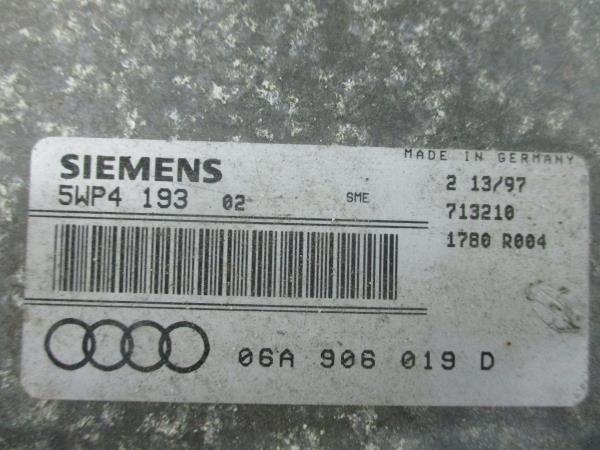 MADE IN GERMANY
SIEMENS
5WP4 193 02 SME
2 13/97
713210
1780 R004
06A 906 019 D